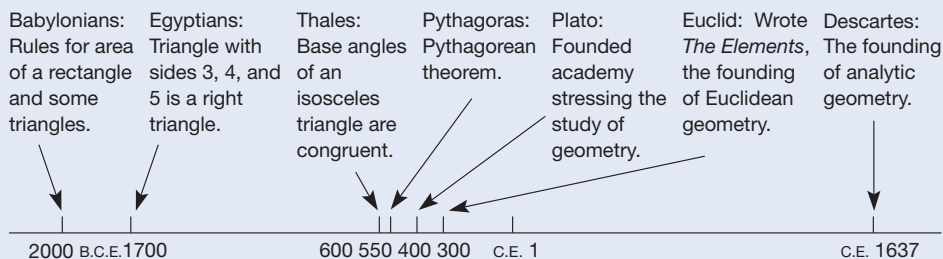 Babylonians:
Rules for area
of a rectangle
and some
triangles.
Egyptians:
Triangle with
sides 3, 4, and
5 is a right
triangle.
Thales:
Base angles
of an
isosceles
triangle are
congruent.
Pythagoras:
Pythagorean
theorem.
Plato:
Founded
academy
stressing the
study of
geometry.
Euclid: Wrote
The Elements,
the founding
of Euclidean
geometry.
Descartes:
The founding
of analytic
geometry.
2000 B.C.E. 1700 600 550 400 300 C.E. 1 C.E. 1637